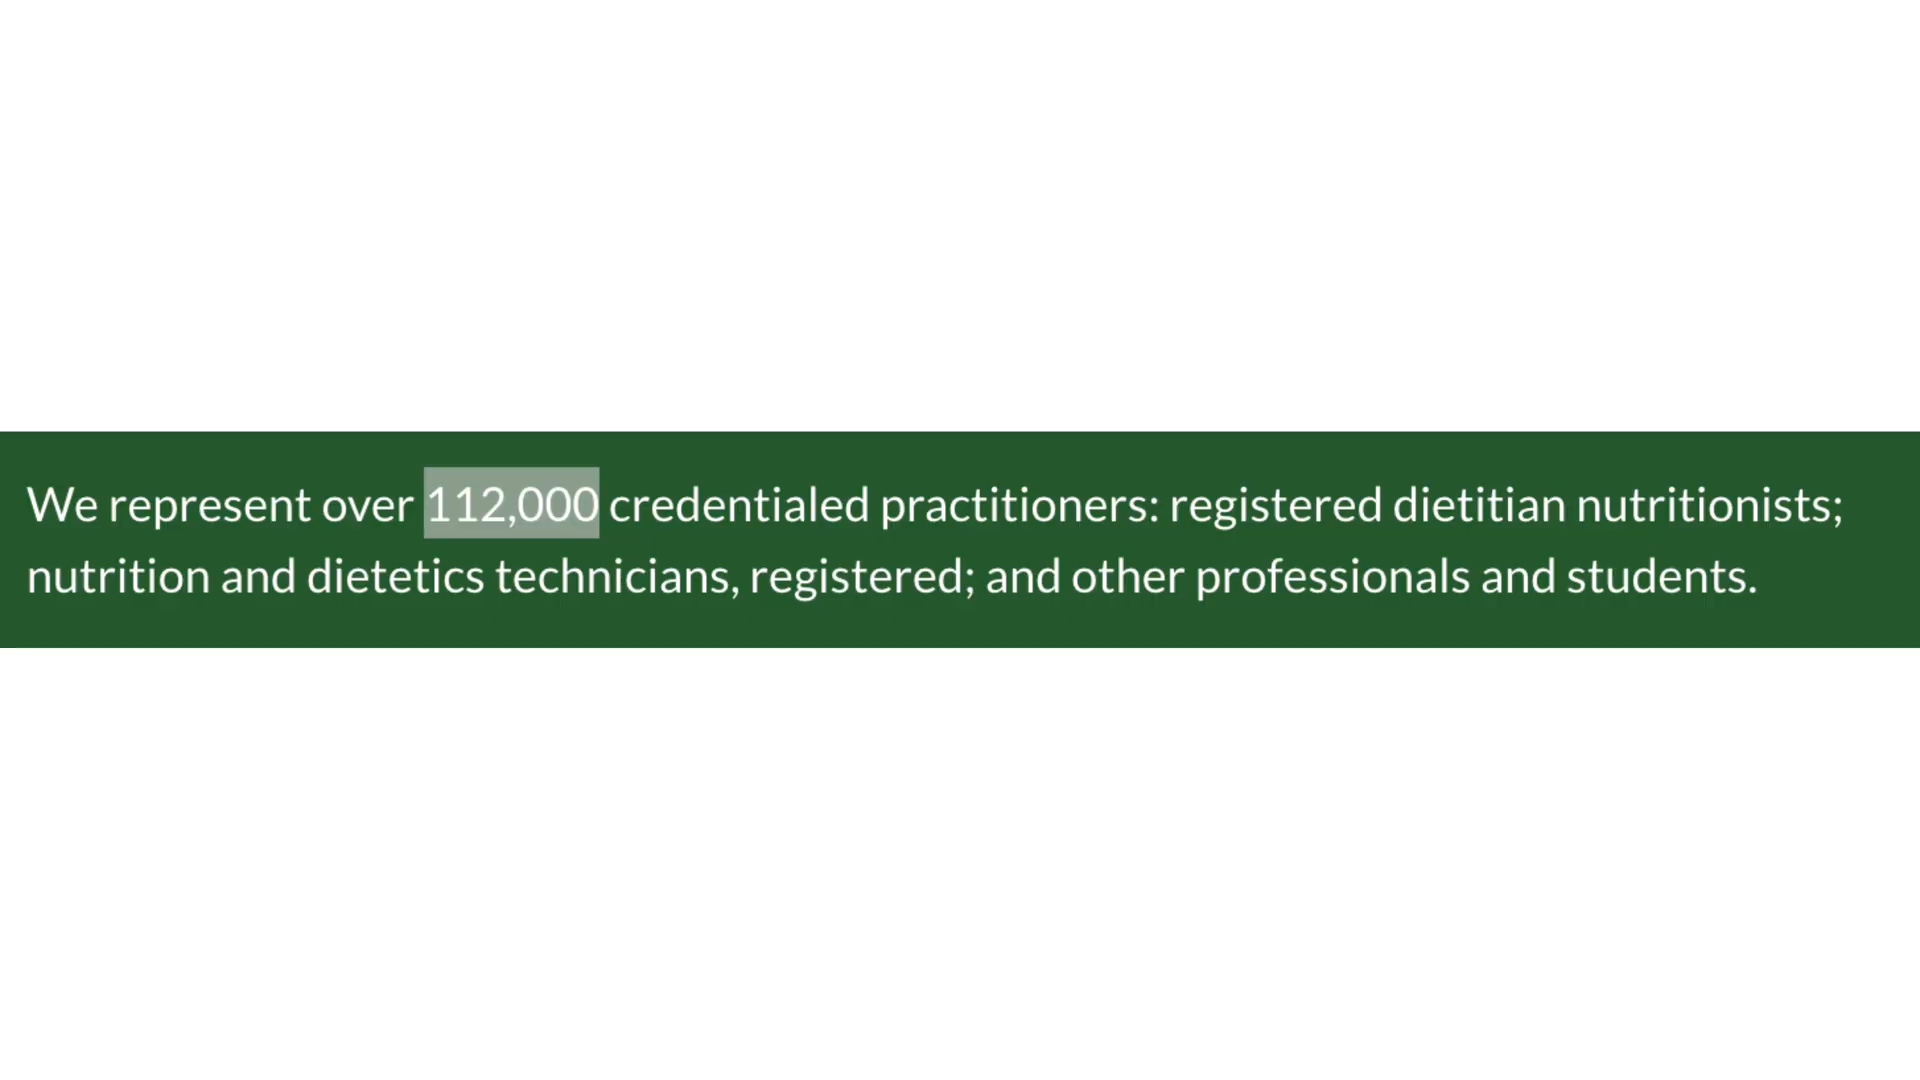 We represent over 112,000 credentialed practitioners: registered dietitian nutritionists;
nutrition and dietetics technicians, registered; and other professionals and students.